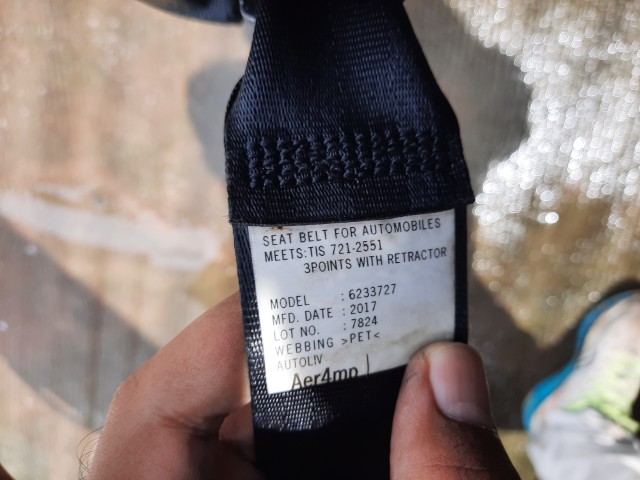 SEAT BELT FOR AUTOMOBILES
MEETS:TIS 721-2551
3POINTS WITH RETRACTOR
MODEL : 6233727
MFD. DATE : 2017
LOT NO. : 7824
WEBBING >PET<
AUTOLIV
Aer4mp